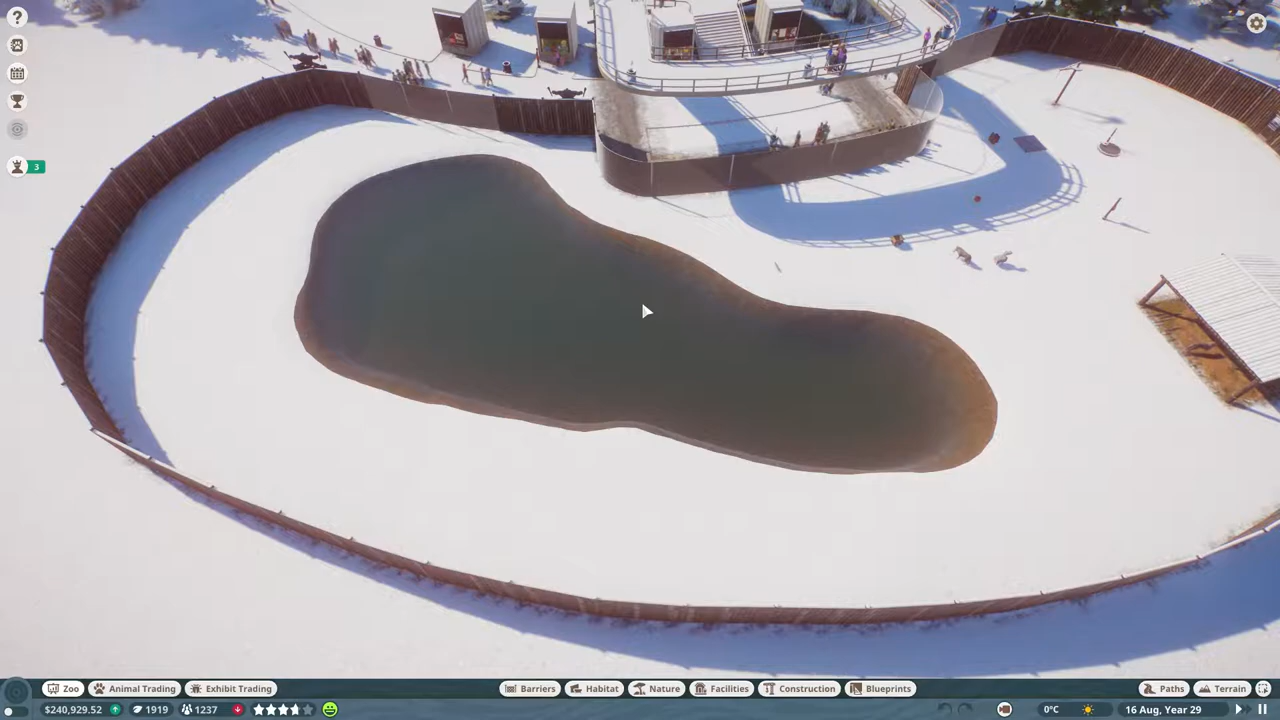 ?
3
Zoo
Animal Trading
Exhibit Trading
Barriers
Habitat
Nature
Facilities
Construction
Blueprints
Paths
Terrain
$240,929.52
1919
1237
0°C
16 Aug, Year 29